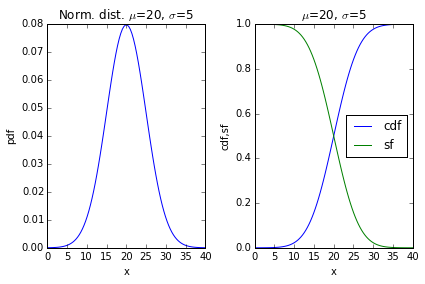 Norm. dist. μ=20, σ=5
0.08
0.07
0.06
0.05
0.04
0.03
0.02
0.01
0.00
pdf
0 5 10 15 20 25 30 35 40
x
μ=20, σ=5
1.0
0.8
0.6
0.4
0.2
0.0
cdf,sf
cdf
sf
0 5 10 15 20 25 30 35 40
x